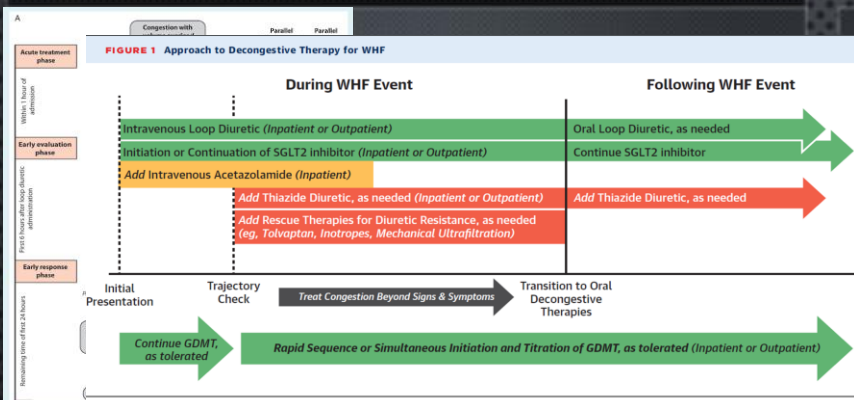 A
Congestion with
Parallel
Parallel
Acute treatment
phase
Within 1 hour of
admission
Early evaluation
phase
First 6 hours after loop diuretic
administration
Early response
phase
Remaining time of first 24 hours
FIGURE 1 Approach to Decongestive Therapy for WHF
During WHF Event
Following WHF Event
Intravenous Loop Diuretic (Inpatient or Outpatient)
Oral Loop Diuretic, as needed
Initiation or Continuation of SGLT2 inhibitor (Inpatient or Outpatient)
Continue SGLT2 inhibitor
Add Intravenous Acetazolamide (Inpatient)
Add Thiazide Diuretic, as needed (Inpatient or Outpatient)
Add Thiazide Diuretic, as needed
Add Rescue Therapies for Diuretic Resistance, as needed
(eg, Tolvaptan, Inotropes, Mechanical Ultrafiltration)
Initial
Presentation
Trajectory
Check
Treat Congestion Beyond Signs & Symptoms
Transition to Oral
Decongestive
Therapies
Continue GDMT,
as tolerated
Rapid Sequence or Simultaneous Initiation and Titration of GDMT, as tolerated (Inpatient or Outpatient)